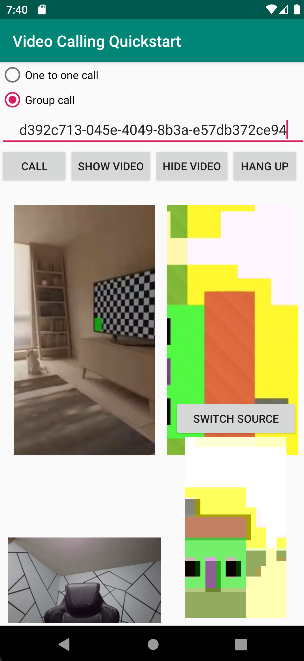 7:40
Video Calling Quickstart
One to one call
Group call
d392c713-045e-4049-8b3a-e57db372ce94
CALL SHOW VIDEO HIDE VIDEO HANG UP
SWITCH SOURCE